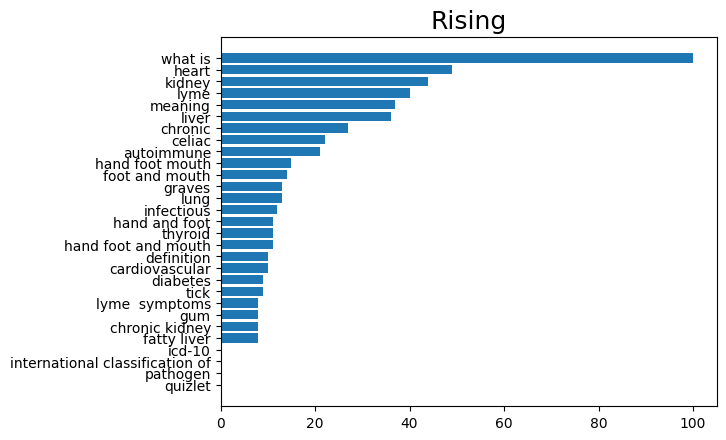 Rising
what is
heart
kidney
lyme
meaning
liver
chronic
celiac
autoimmune
hand foot mouth
foot and mouth
graves
lung
infectious
hand and foot
thyroid
hand foot and mouth
definition
cardiovascular
diabetes
tick
lyme  symptoms
gum
chronic kidney
fatty liver
icd-10
international classification of
pathogen
quizlet
0 20 40 60 80 100